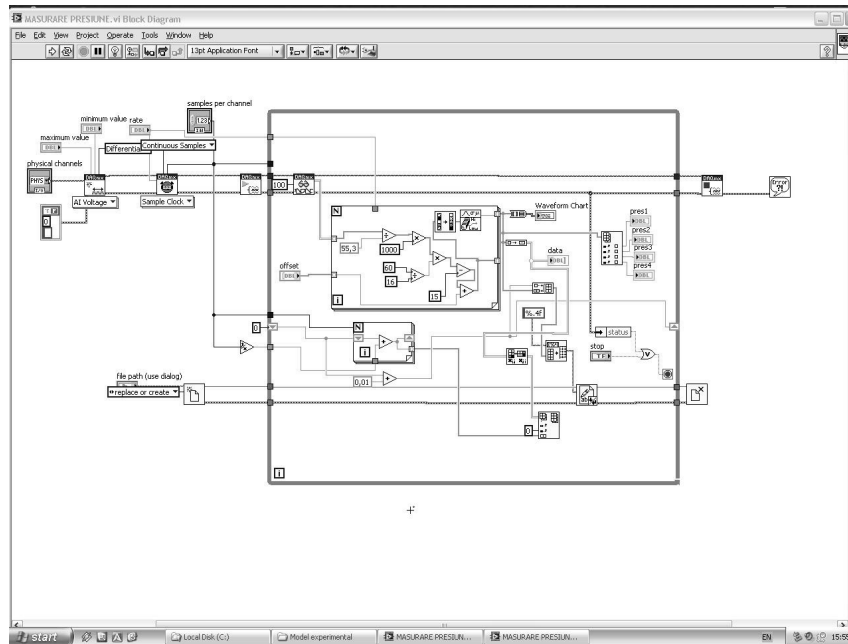 MASURARE PRESIUNE.vi Block Diagram
File Edit View Project Operate Tools Window Help
13pt Application Font
samples per channel
minimum value rate
maximum value
Differential
Continuous Samples
physical channels
AI Voltage
Sample Clock
100
N
55,3
1000
60
16
15
i
offset
Waveform Chart
data
pres1
pres2
pres3
pres4
%.4F
status
stop
TF
0
N
i
0,01
file path (use dialog)
replace or create
0
i
Error
start
Local Disk (C:)
Model experimental
MASURARE PRESIUN...
MASURARE PRESIUN...
EN